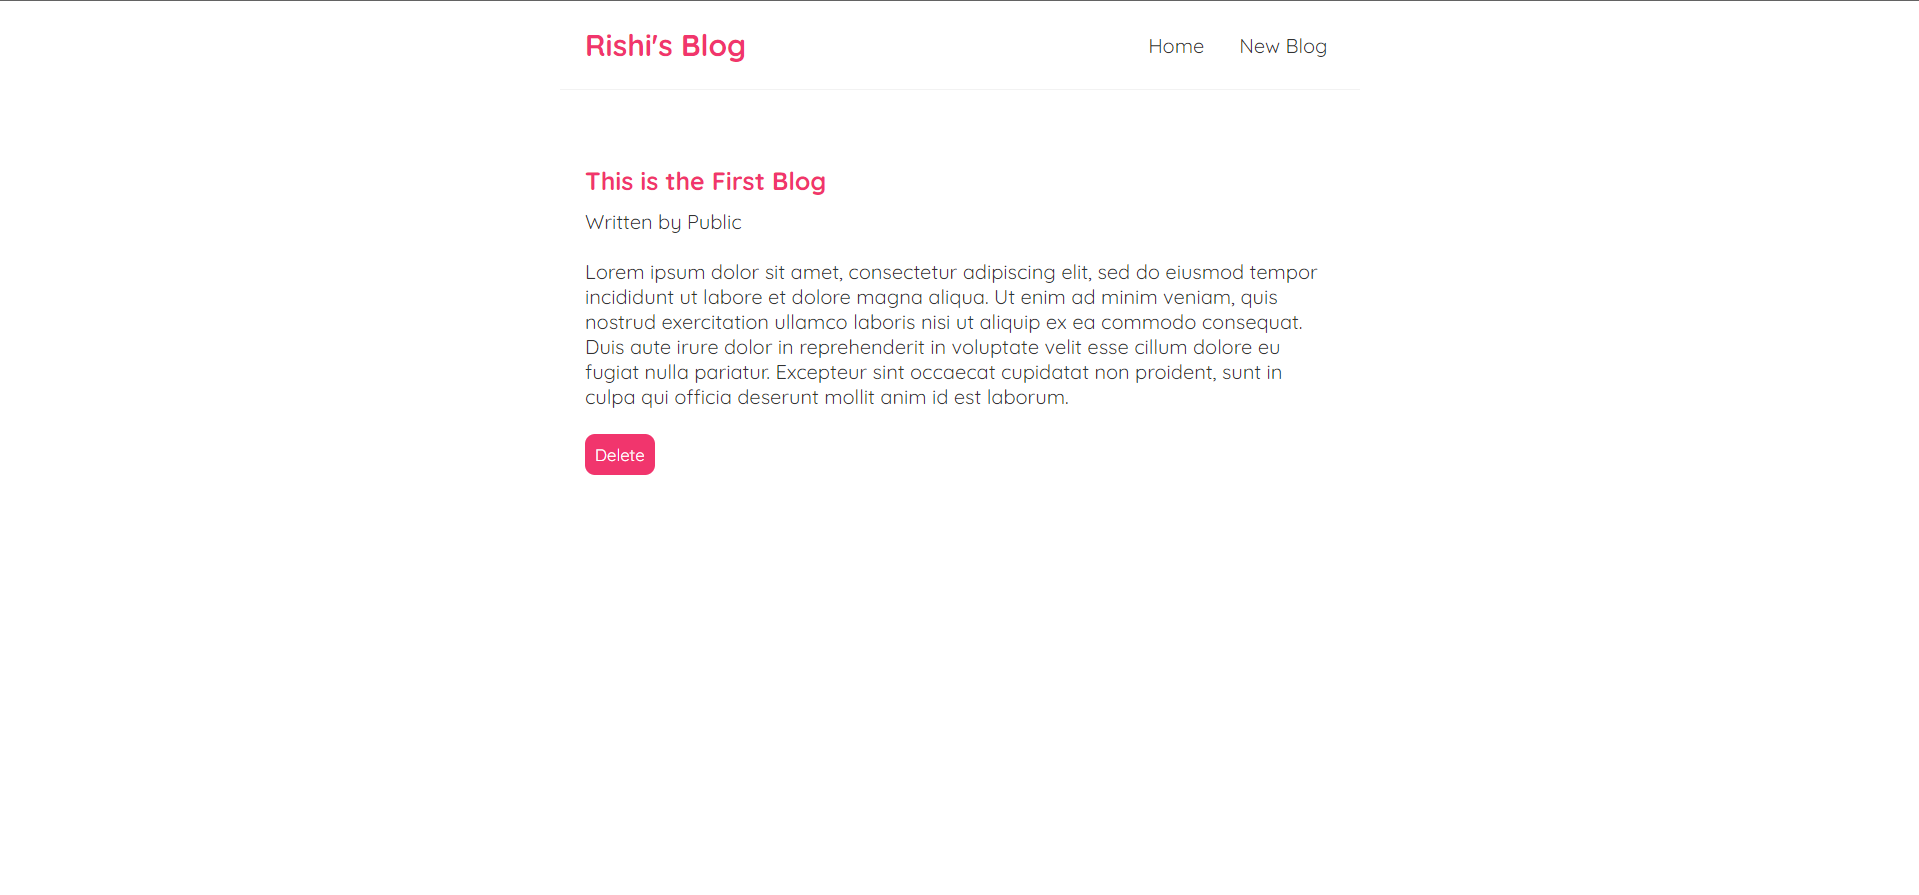 Rishi's Blog
Home
New Blog
This is the First Blog
Written by Public
Lorem ipsum dolor sit amet, consectetur adipiscing elit, sed do eiusmod tempor
incididunt ut labore et dolore magna aliqua. Ut enim ad minim veniam, quis
nostrud exercitation ullamco laboris nisi ut aliquip ex ea commodo consequat.
Duis aute irure dolor in reprehenderit in voluptate velit esse cillum dolore eu
fugiat nulla pariatur. Excepteur sint occaecat cupidatat non proident, sunt in
culpa qui officia deserunt mollit anim id est laborum.
Delete